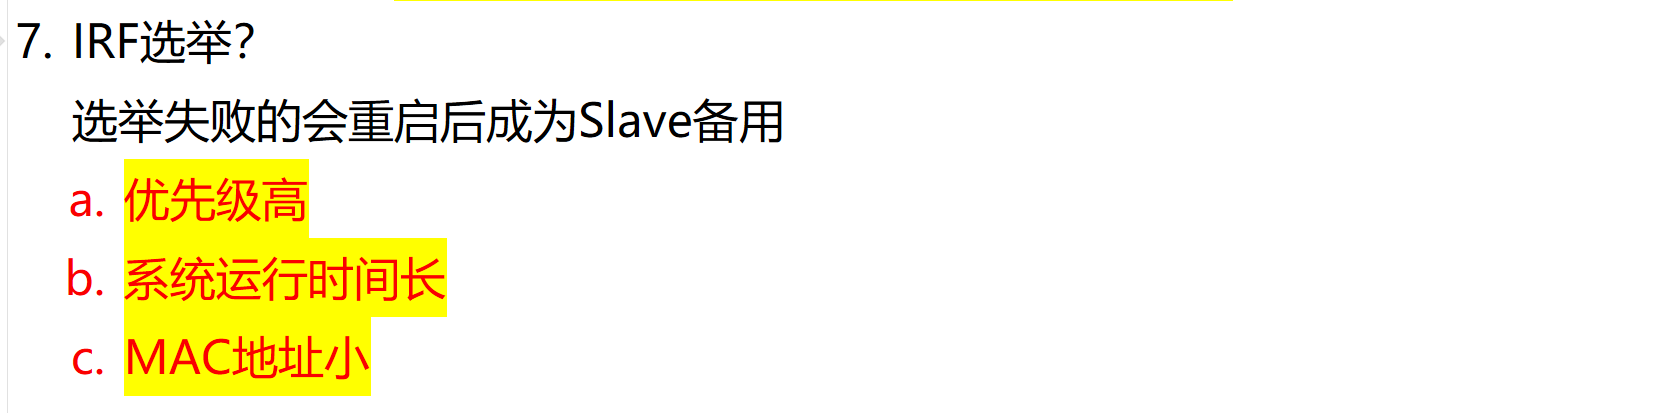 7. IRF选举?
选举失败的会重启后成为Slave备用
a. 优先级高
b. 系统运行时间长
c. MAC地址小